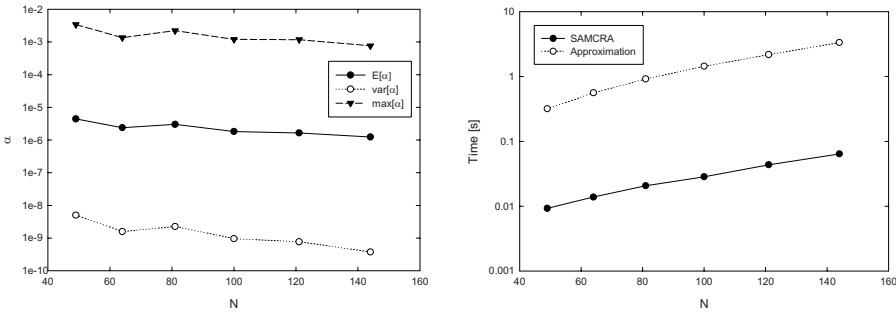 1e-2
1e-3
1e-4
1e-5
1e-6
1e-7
1e-8
1e-9
1e-10
α
E[α]
var[α]
max[α]
40 60 80 100 120 140 160
N
10
1
0.1
0.01
0.001
Time [s]
SAMCRA
Approximation
40 60 80 100 120 140 160
N